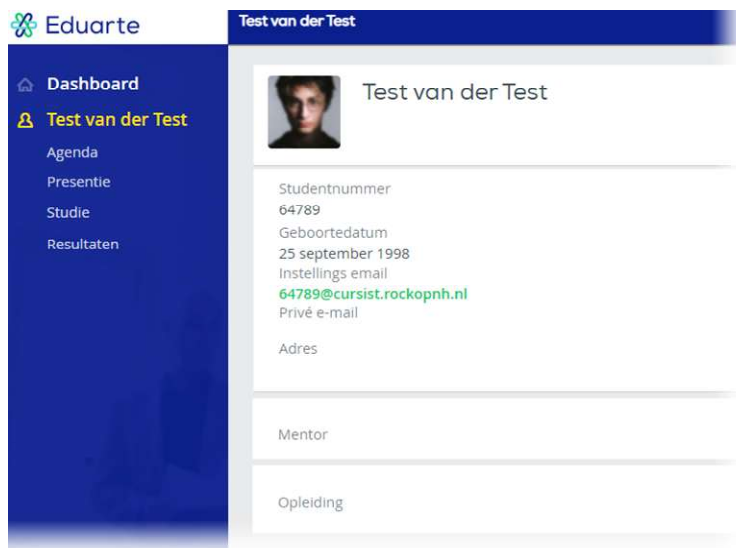 Eduarte
Test van der Test
Dashboard
Test van der Test
Agenda
Presentie
Studie
Resultaten
Test van der Test
Studentnummer
64789
Geboortedatum
25 september 1998
Instellings email
64789@cursist.rockopnh.nl
Privé e-mail
Adres
Mentor
Opleiding